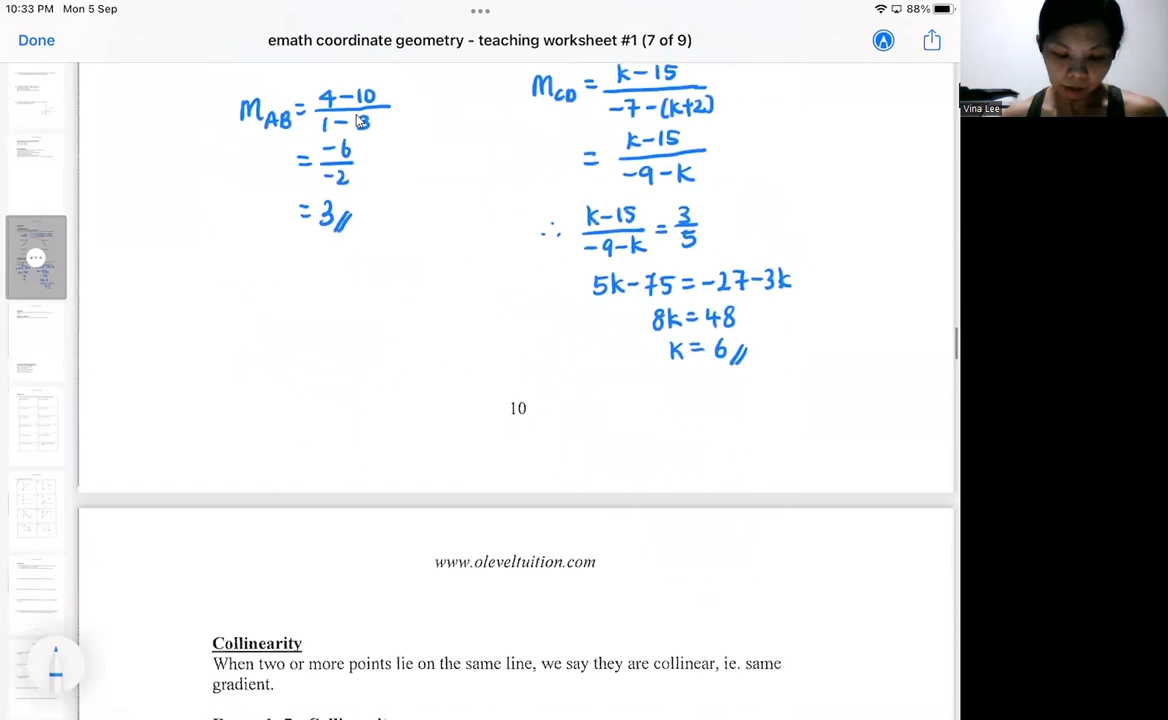 10:33 PM Mon 5 Sep
88%
Done
emath coordinate geometry - teaching worksheet #1 (7 of 9)
Vina Lee
M_AB = (4-10)/(1-3)
= -6/-2
= 3//
M_CD = (k-15)/(-7-(k+2))
= (k-15)/(-9-k)
∴ (k-15)/(-9-k) = 3/5
5k-75=-27-3k
8k=48
k=6//
10
www.oleveltuition.com
Collinearity
When two or more points lie on the same line, we say they are collinear, ie. same
gradient.